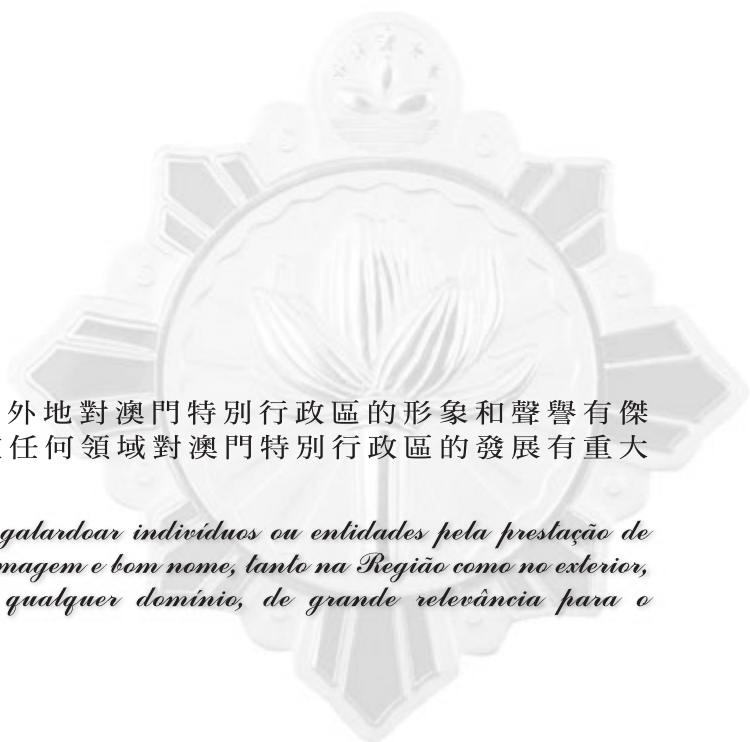 外地對澳門特別行政區的形象和聲譽有傑
任何領域對澳門特別行政區的發展有重大
galardoar indivíduos ou entidades pela prestação de
magem e bom nome, tanto na Região como no exterior,
qualquer domínio, de grande relevância para o